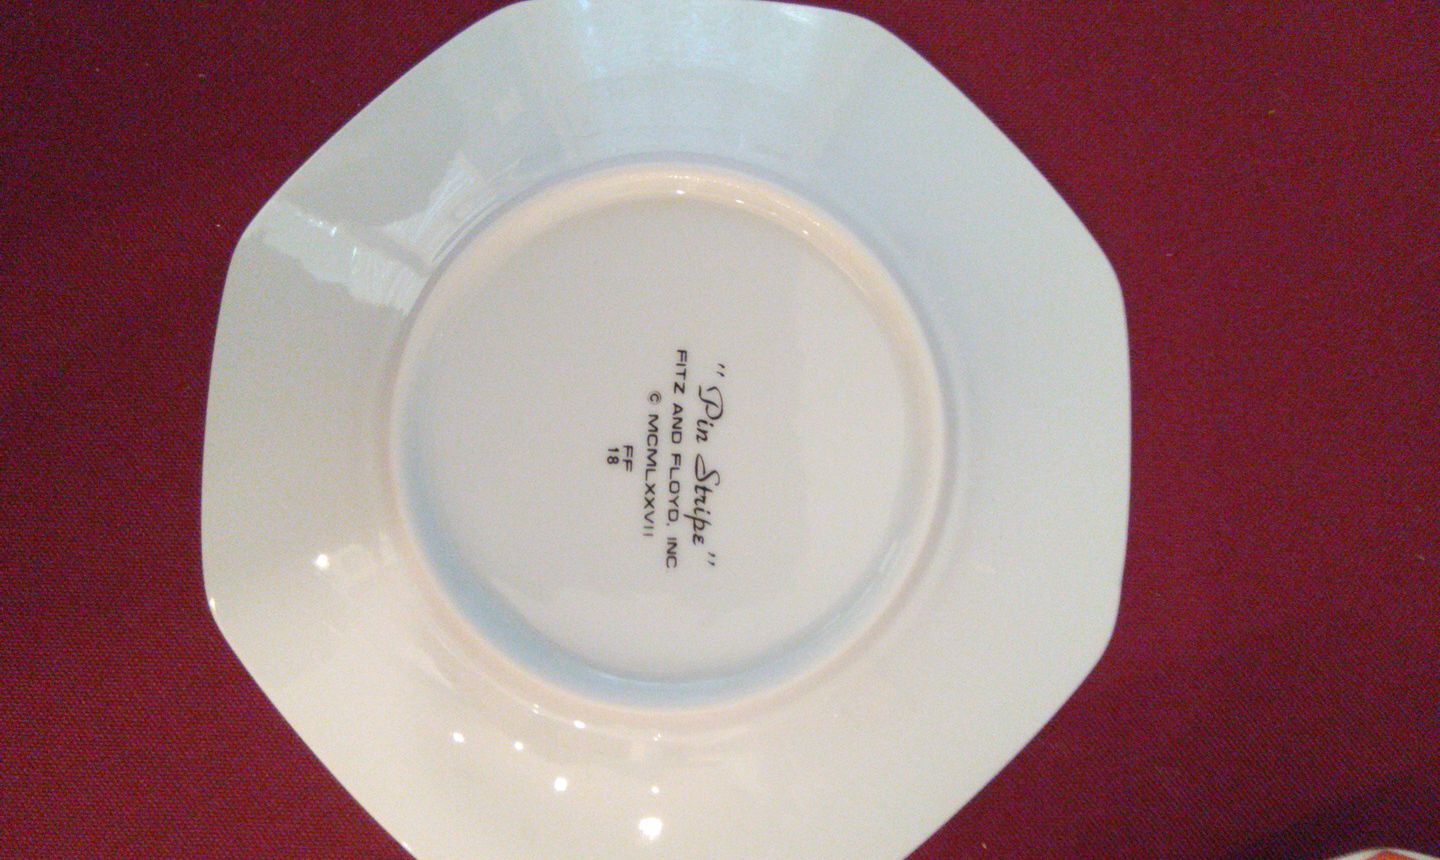 "Pin Stripe"
FITZ AND FLOYD, INC.
© MCMLXXVII
FF
18